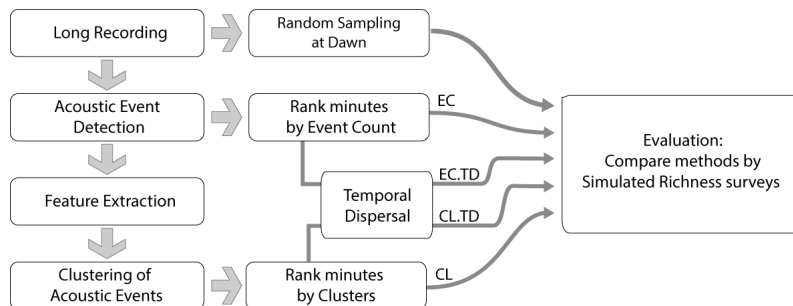 Long Recording
Random Sampling
at Dawn
Acoustic Event
Detection
Rank minutes
by Event Count
EC
Evaluation:
Compare methods by
Simulated Richness surveys
Feature Extraction
Temporal
Dispersal
EC.TD
CL.TD
Clustering of
Acoustic Events
Rank minutes
by Clusters
CL